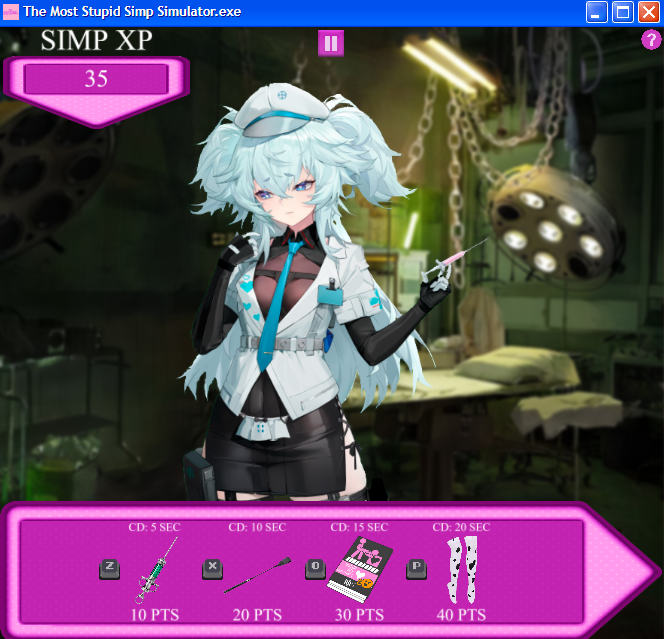 The Most Stupid Simp Simulator.exe
SIMP XP
?
35
CD: 5 SEC
CD: 10 SEC
CD: 15 SEC
CD: 20 SEC
Z
X
O
P
10 PTS
20 PTS
30 PTS
40 PTS